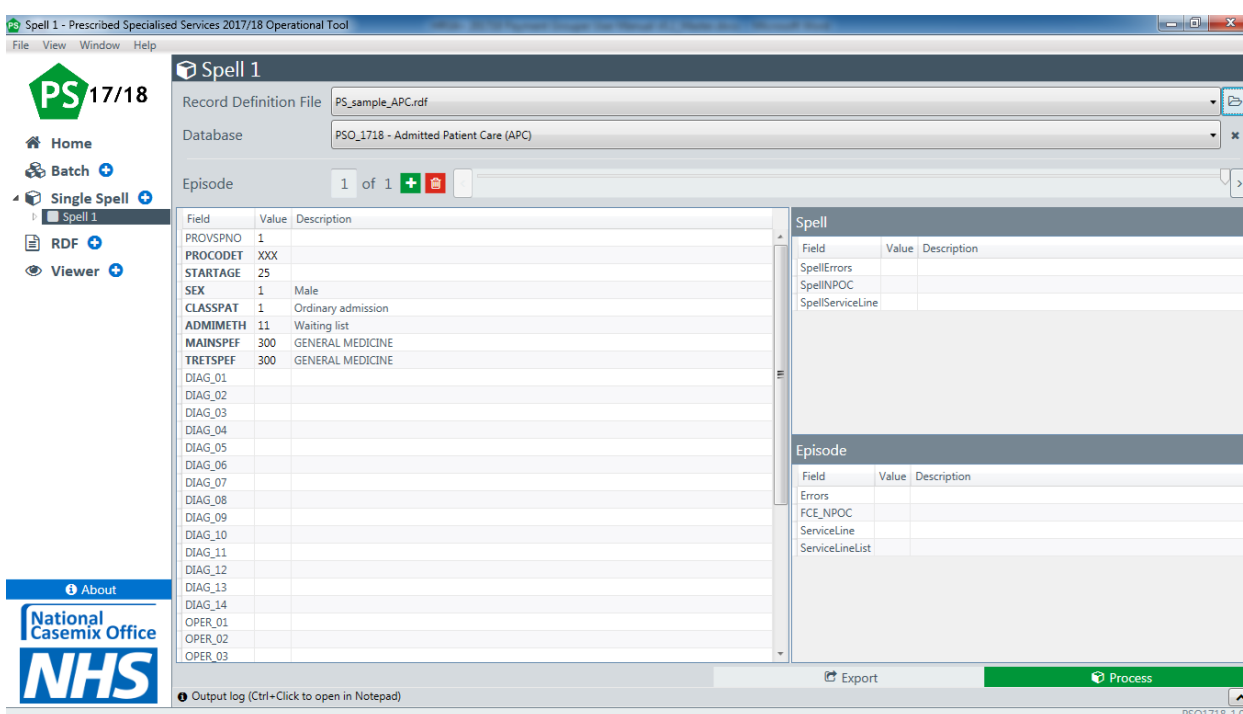 Spell 1 - Prescribed Specialised Services 2017/18 Operational Tool
File View Window Help
PS 17/18
Home
Batch
Single Spell
Spell 1
RDF
Viewer
About
National
Casemix Office
NHS
Spell 1
Record Definition File PS_sample_APC.rdf
Database PSO_1718 - Admitted Patient Care (APC)
Episode 1 of 1
Field Value Description
PROVSPNO 1
PROCODET XXX
STARTAGE 25
SEX 1 Male
CLASSPAT 1 Ordinary admission
ADMIMETH 11 Waiting list
MAINSPEF 300 GENERAL MEDICINE
TRETSPEF 300 GENERAL MEDICINE
DIAG_01
DIAG_02
DIAG_03
DIAG_04
DIAG_05
DIAG_06
DIAG_07
DIAG_08
DIAG_09
DIAG_10
DIAG_11
DIAG_12
DIAG_13
DIAG_14
OPER_01
OPER_02
OPER_03
Spell
Field Value Description
SpellErrors
SpellNPOC
SpellServiceLine
Episode
Field Value Description
Errors
FCE_NPOC
ServiceLine
ServiceLineList
Export
Process
Output log (Ctrl+Click to open in Notepad)